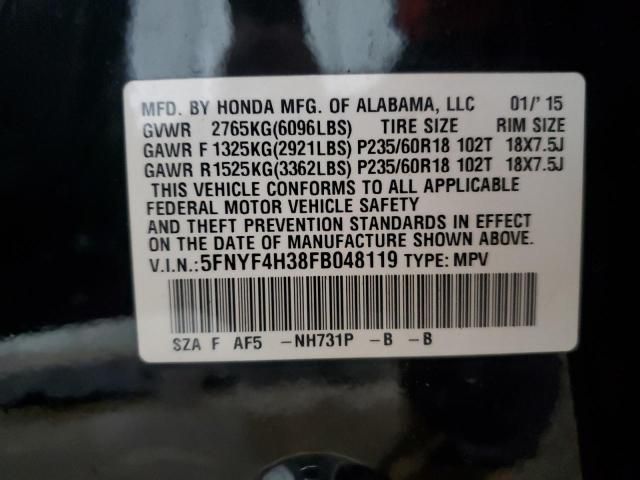 MFD. BY HONDA MFG. OF ALABAMA, LLC 01/'15
GVWR 2765KG(6096LBS) TIRE SIZE RIM SIZE
GAWR F 1325KG(2921LBS) P235/60R18 102T 18X7.5J
GAWR R1525KG(3362LBS) P235/60R18 102T 18X7.5J
THIS VEHICLE CONFORMS TO ALL APPLICABLE
FEDERAL MOTOR VEHICLE SAFETY
AND THEFT PREVENTION STANDARDS IN EFFECT
ON THE DATE OF MANUFACTURE SHOWN ABOVE.
V.I.N.:5FNYF4H38FB048119 TYPE: MPV
SZA F AF5 -NH731P -B -B